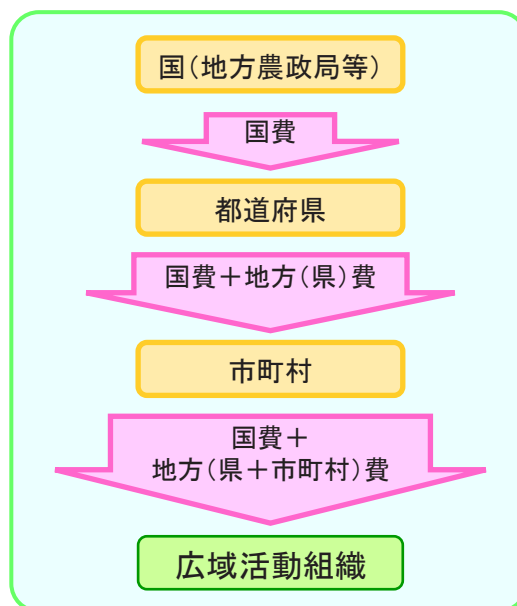 国(地方農政局等)
国費
都道府県
国費＋地方(県)費
市町村
国費＋
地方(県＋市町村)費
広域活動組織